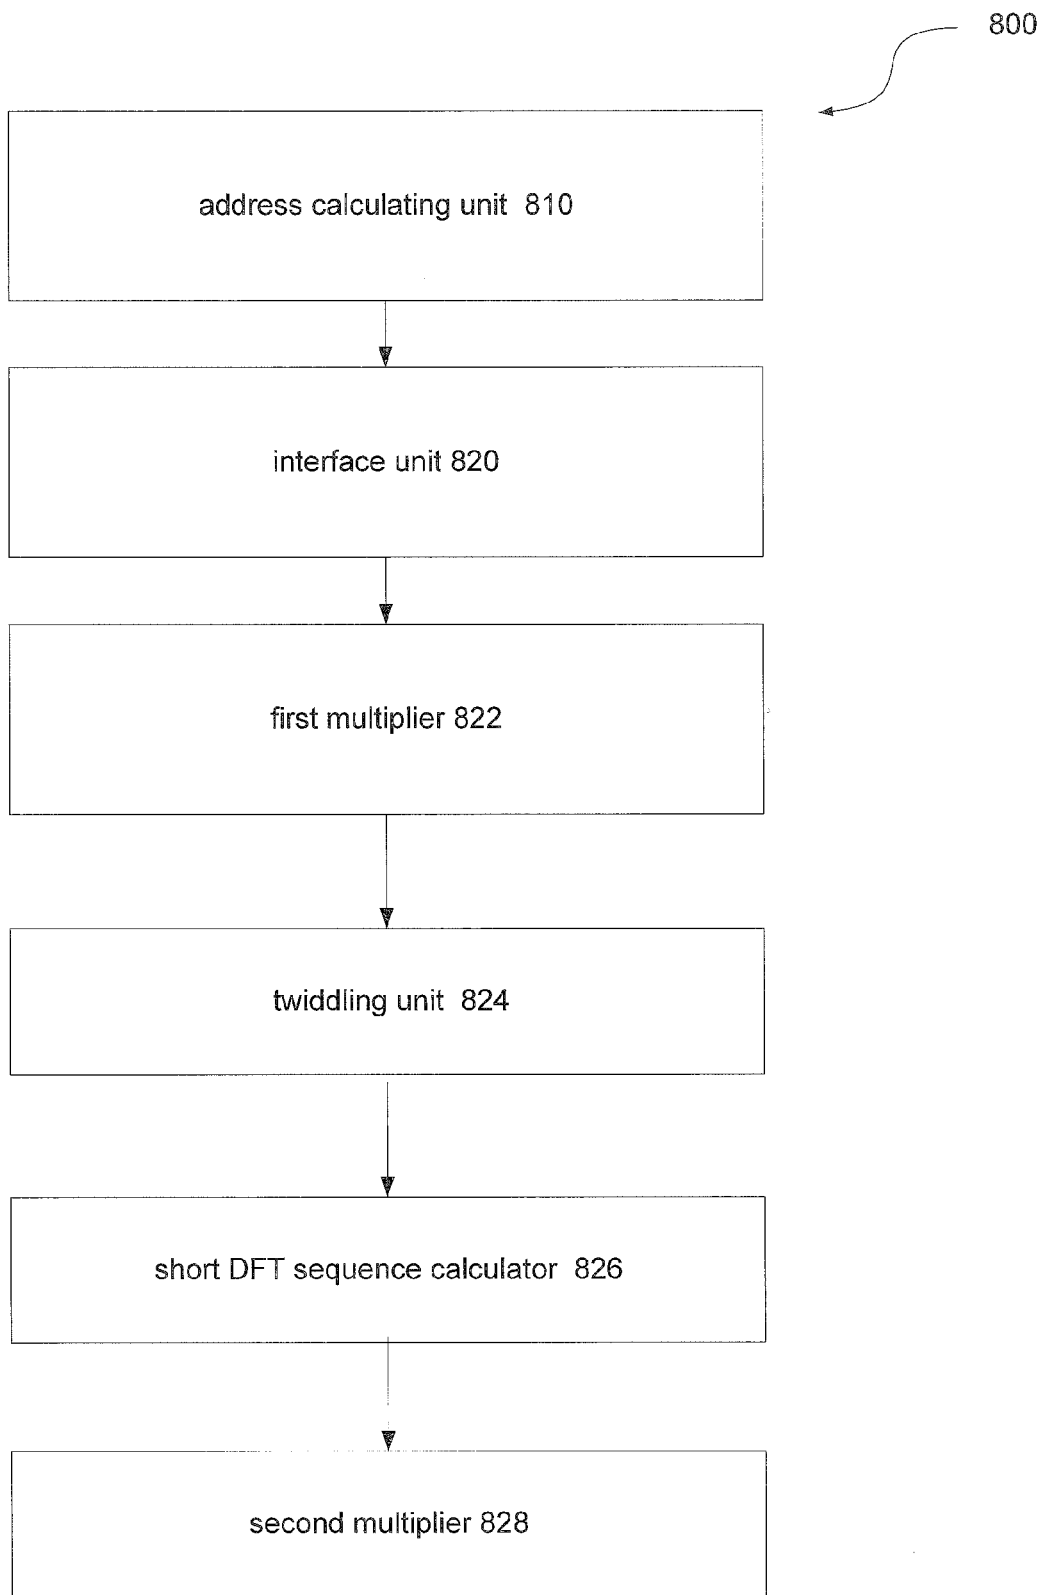 800
address calculating unit 810
interface unit 820
first multiplier 822
twiddling unit 824
short DFT sequence calculator 826
second multiplier 828